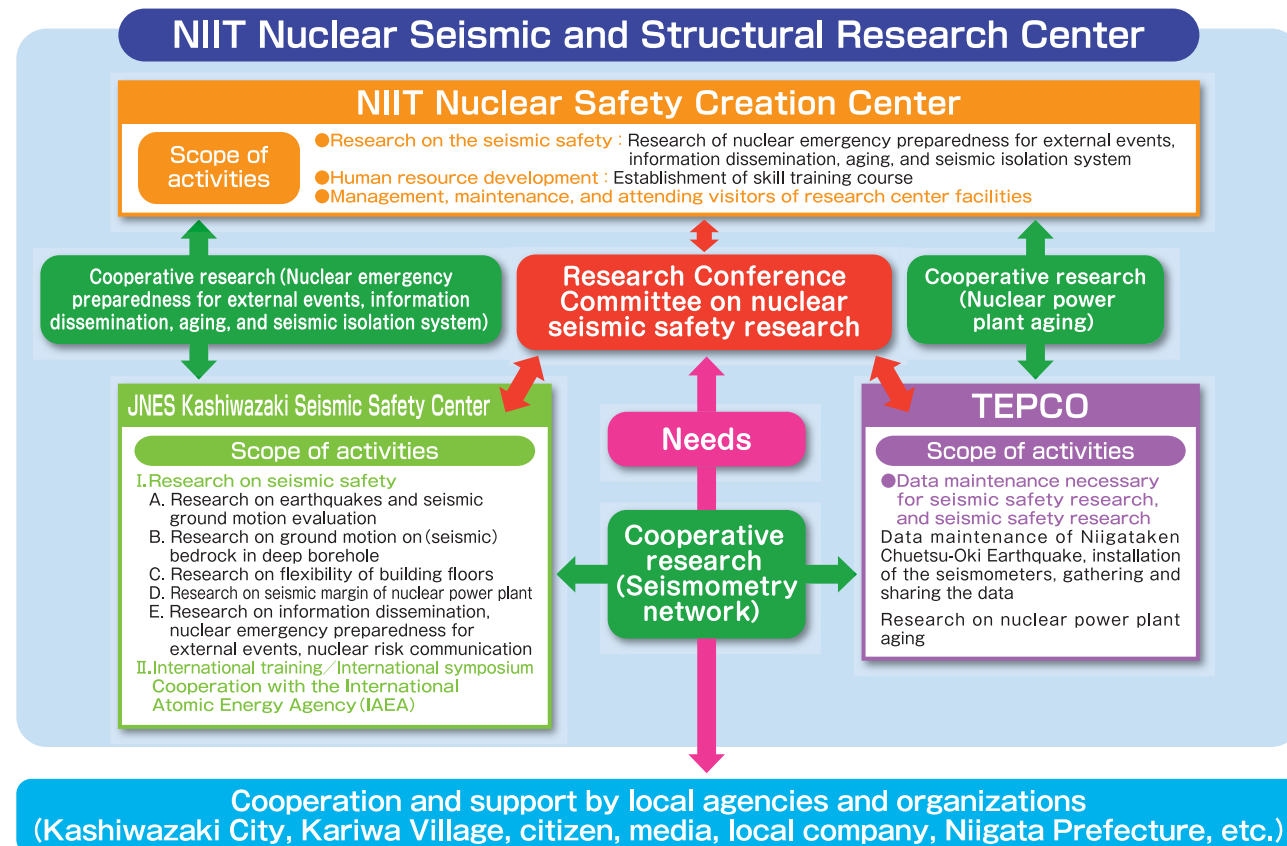 NIIT Nuclear Seismic and Structural Research Center
NIIT Nuclear Safety Creation Center
Scope of
activities
●Research on the seismic safety : Research of nuclear emergency preparedness for external events,
information dissemination, aging, and seismic isolation system
●Human resource development : Establishment of skill training course
●Management, maintenance, and attending visitors of research center facilities
Cooperative research (Nuclear emergency
preparedness for external events, information
dissemination, aging, and seismic isolation system)
Research Conference
Committee on nuclear
seismic safety research
Cooperative research
(Nuclear power
plant aging)
JNES Kashiwazaki Seismic Safety Center
Scope of activities
I.Research on seismic safety
A. Research on earthquakes and seismic
ground motion evaluation
B. Research on ground motion on (seismic)
bedrock in deep borehole
C. Research on flexibility of building floors
D. Research on seismic margin of nuclear power plant
E. Research on information dissemination,
nuclear emergency preparedness for
external events, nuclear risk communication
II.International training/International symposium
Cooperation with the International
Atomic Energy Agency (IAEA)
Needs
Cooperative
research
(Seismometry
network)
TEPCO
Scope of activities
●Data maintenance necessary
for seismic safety research,
and seismic safety research
Data maintenance of Niigataken
Chuetsu-Oki Earthquake, installation
of the seismometers, gathering and
sharing the data
Research on nuclear power plant
aging
Cooperation and support by local agencies and organizations
(Kashiwazaki City, Kariwa Village, citizen, media, local company, Niigata Prefecture, etc.)